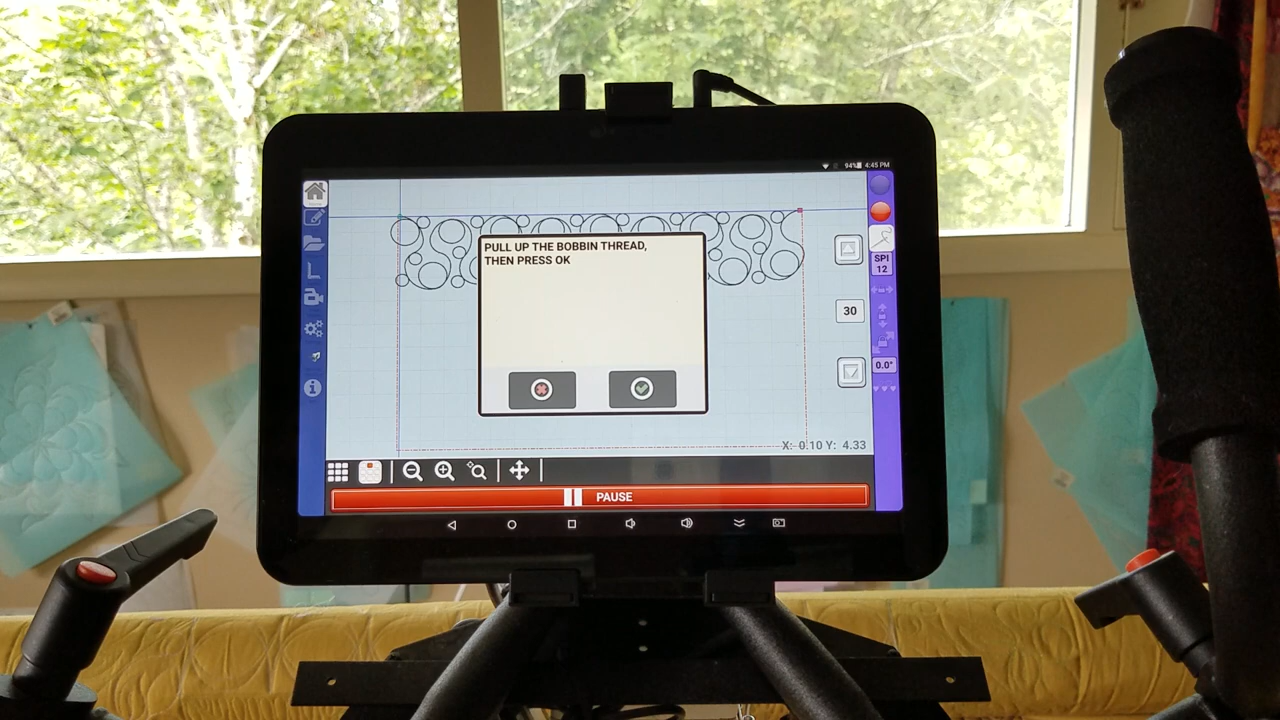 94% 4:45 PM
PULL UP THE BOBBIN THREAD,
THEN PRESS OK
SPI
12
30
0.0°
X: 0.10 Y: 4.33
PAUSE